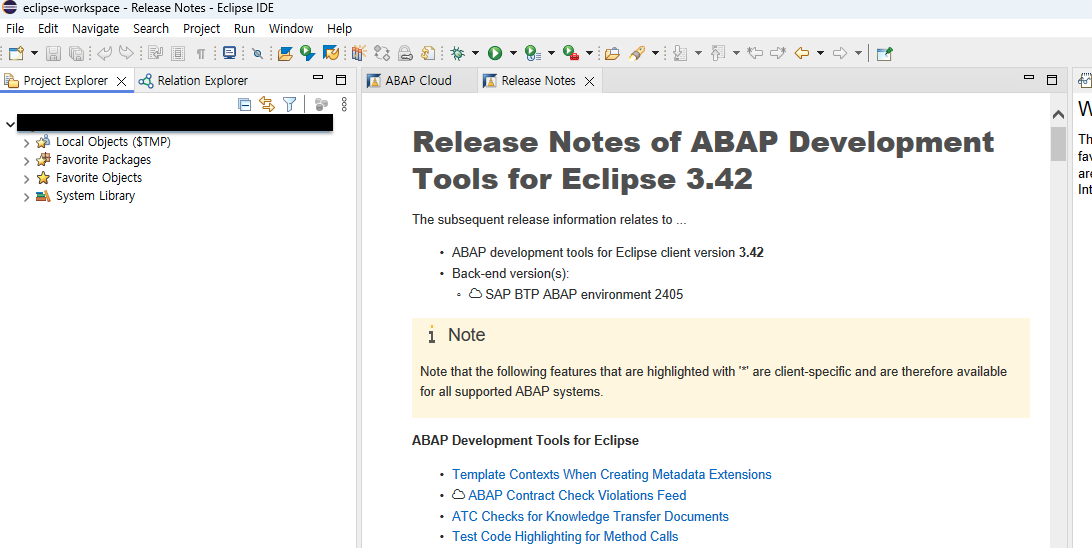 eclipse-workspace - Release Notes - Eclipse IDE
File Edit Navigate Search Project Run Window Help
Project Explorer Relation Explorer
ABAP Cloud Release Notes
Local Objects ($TMP)
Favorite Packages
Favorite Objects
System Library
Release Notes of ABAP Development
Tools for Eclipse 3.42
The subsequent release information relates to ...
• ABAP development tools for Eclipse client version 3.42
• Back-end version(s):
◦ SAP BTP ABAP environment 2405
Note
Note that the following features that are highlighted with '*' are client-specific and are therefore available
for all supported ABAP systems.
ABAP Development Tools for Eclipse
• Template Contexts When Creating Metadata Extensions
• ABAP Contract Check Violations Feed
• ATC Checks for Knowledge Transfer Documents
• Test Code Highlighting for Method Calls